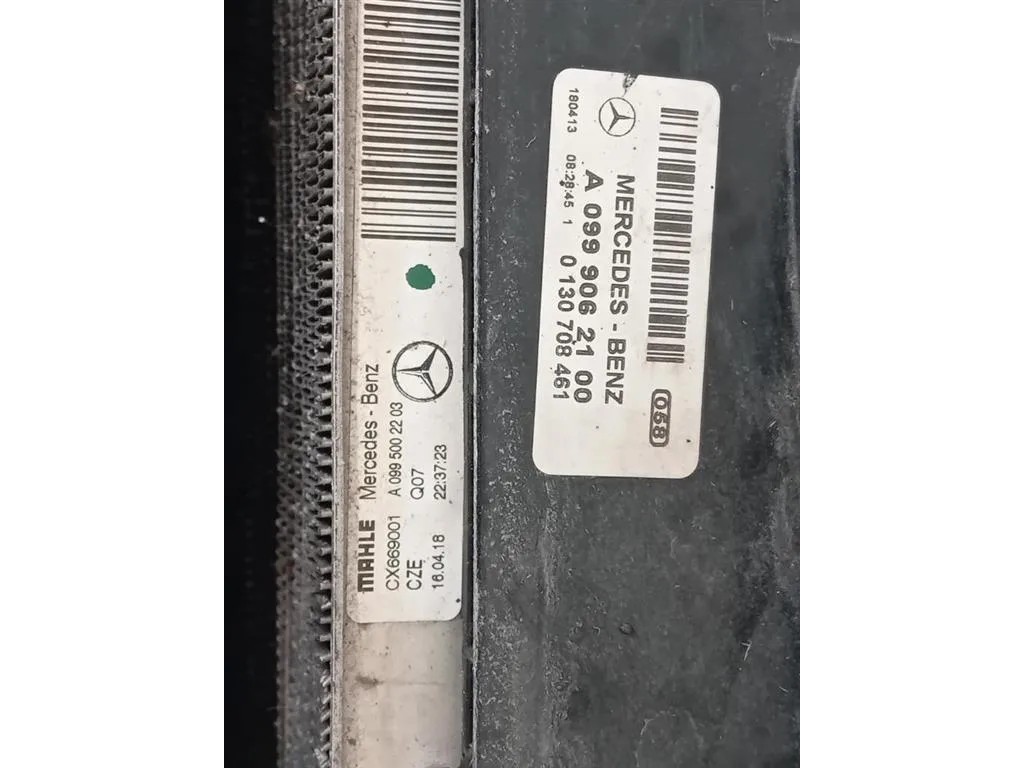 MAHLE Mercedes - Benz
CX669001 A 099 500 22 03
CZE Q07
16.04.18 22:37:23
058
MERCEDES - BENZ
A 099 906 21 00
0 130 708 461
180413 08:28:45 1